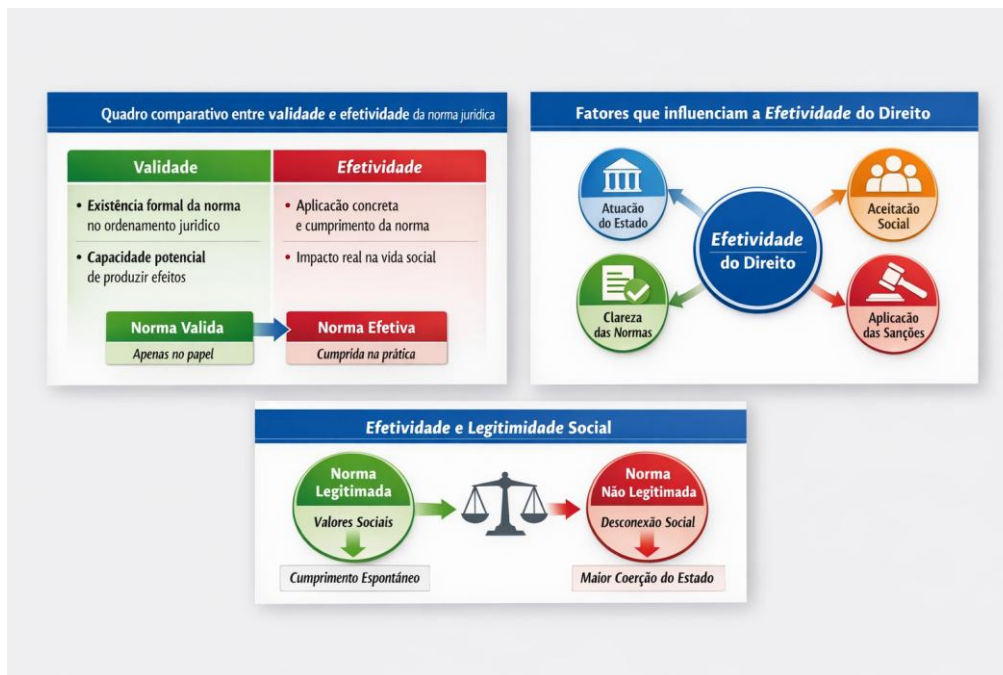 Quadro comparativo entre validade e efetividade da norma jurídica
Validade
Efetividade
• Existência formal da norma
no ordenamento jurídico
• Aplicação concreta
e cumprimento da norma
• Capacidade potencial
de produzir efeitos
• Impacto real na vida social
Norma Valida
Apenas no papel
Norma Efetiva
Cumprida na prática
Fatores que influenciam a Efetividade do Direito
Atuacão
do Estado
Aceitacão
Social
Efetividade
do Direito
Clareza
das Normas
Aplicação
das Sanções
Efetividade e Legitimidade Social
Norma
Legitimada
Valores Sociais
Cumprimento Espontáneo
Norma
Não Legitimada
Desconexão Social
Maior Coerção do Estado